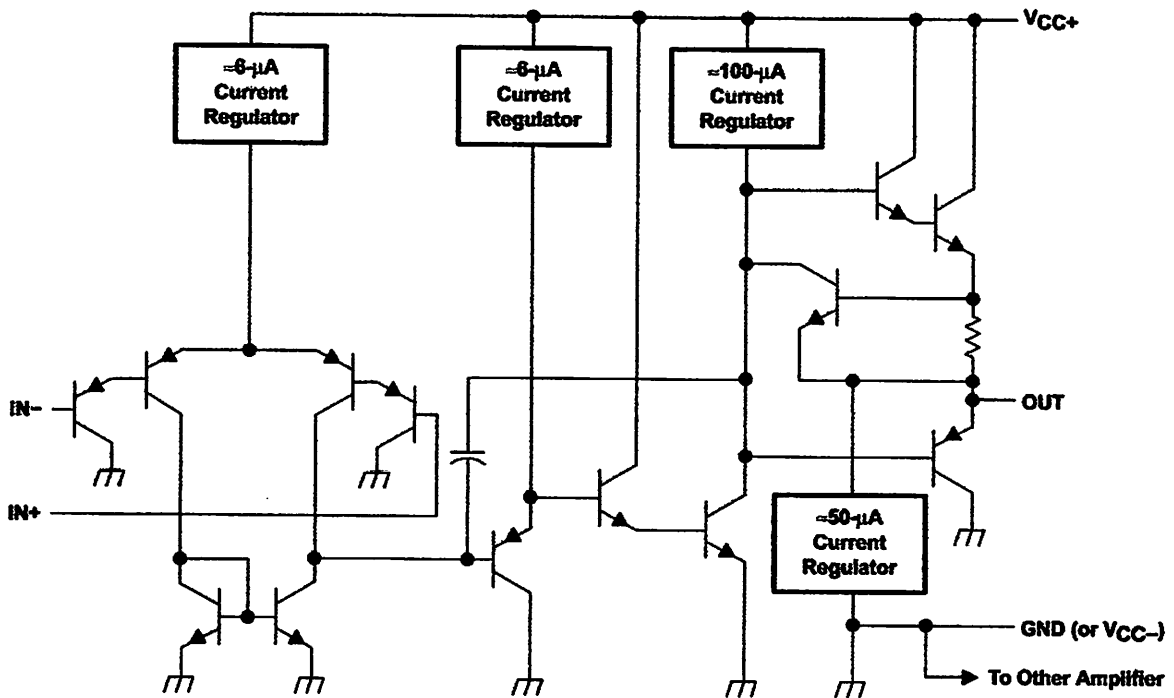 VCC+
≈6-µA
Current
Regulator
≈6-µA
Current
Regulator
≈100-µA
Current
Regulator
IN−
OUT
IN+
≈50-µA
Current
Regulator
GND (or VCC−)
To Other Amplifier